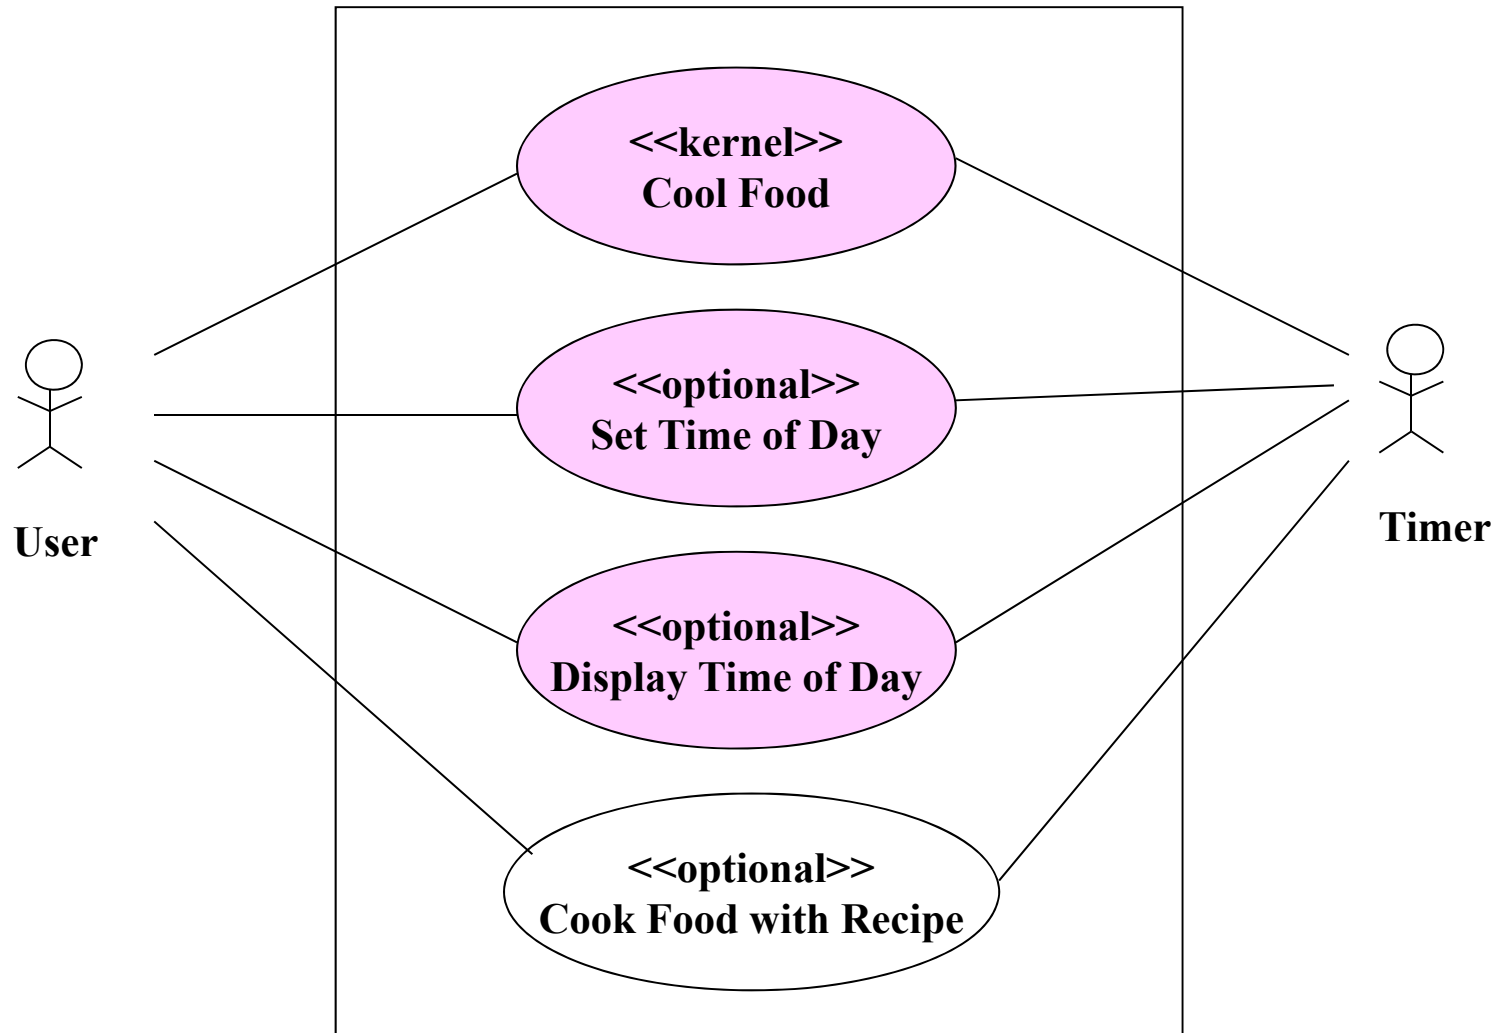 <<kernel>>
Cool Food
<<optional>>
Set Time of Day
User
Timer
<<optional>>
Display Time of Day
<<optional>>
Cook Food with Recipe